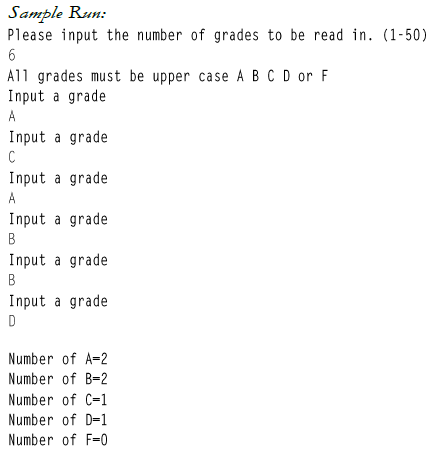 Sample Run:
Please input the number of grades to be read in. (1-50)
6
All grades must be upper case A B C D or F
Input a grade
A
Input a grade
C
Input a grade
A
Input a grade
B
Input a grade
B
Input a grade
D
Number of A=2
Number of B=2
Number of C=1
Number of D=1
Number of F=0